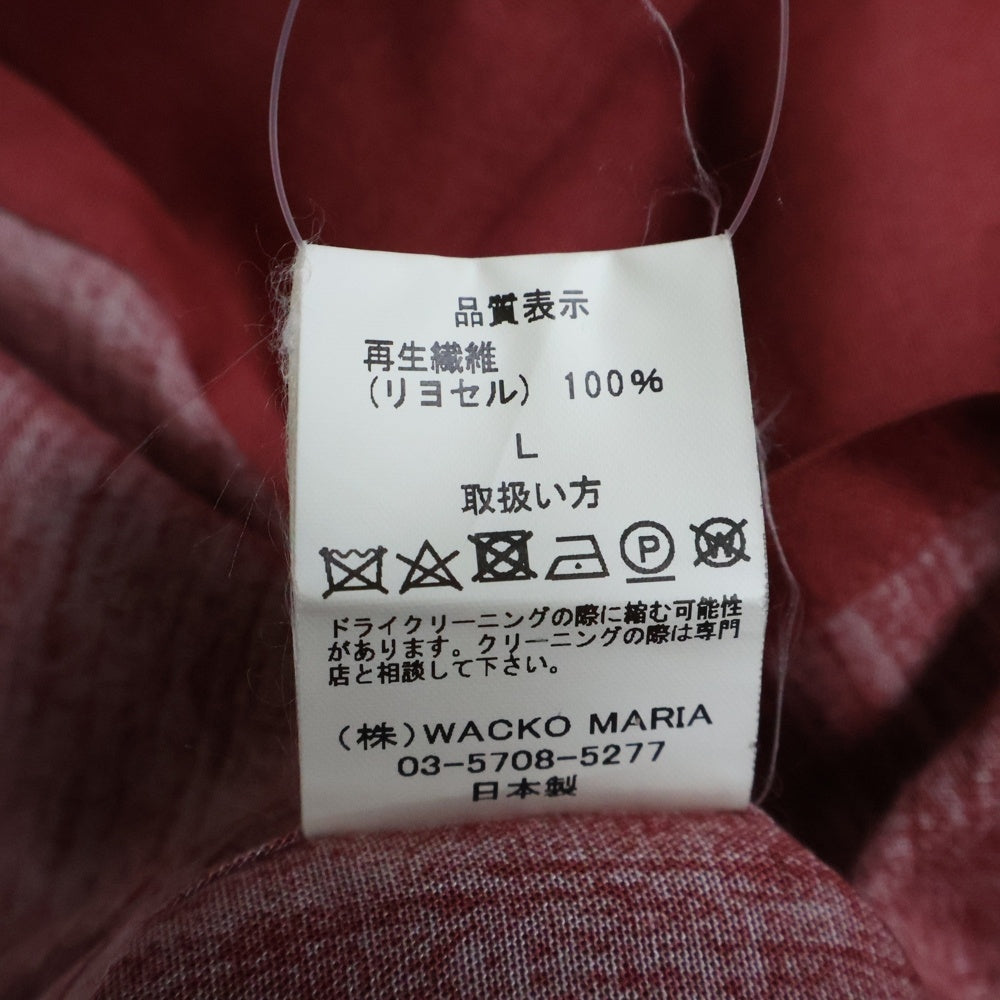 品質表示
再生繊維
(リヨセル) 100%
L
取扱い方
P
W
ドライクリーニングの際に縮む可能性
があります。クリーニングの際は専門
店と相談して下さい。
(株)WACKO MARIA
03-5708-5277
日本製